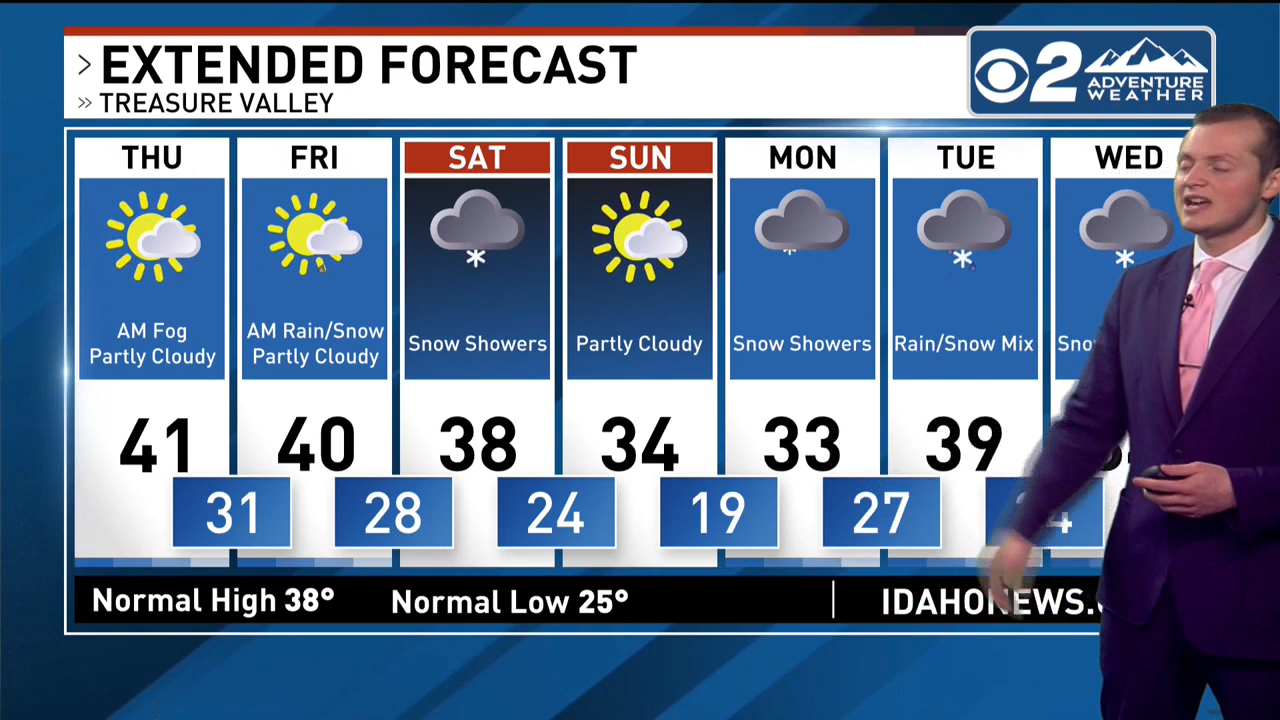 > EXTENDED FORECAST
» TREASURE VALLEY
2 ADVENTURE
WEATHER
THU FRI SAT SUN MON TUE WED
AM Fog
Partly Cloudy
AM Rain/Snow
Partly Cloudy
Snow Showers
Partly Cloudy
Snow Showers
Rain/Snow Mix
41 40 38 34 33 39
31 28 24 19 27
Normal High 38° Normal Low 25° IDAHONEWS.